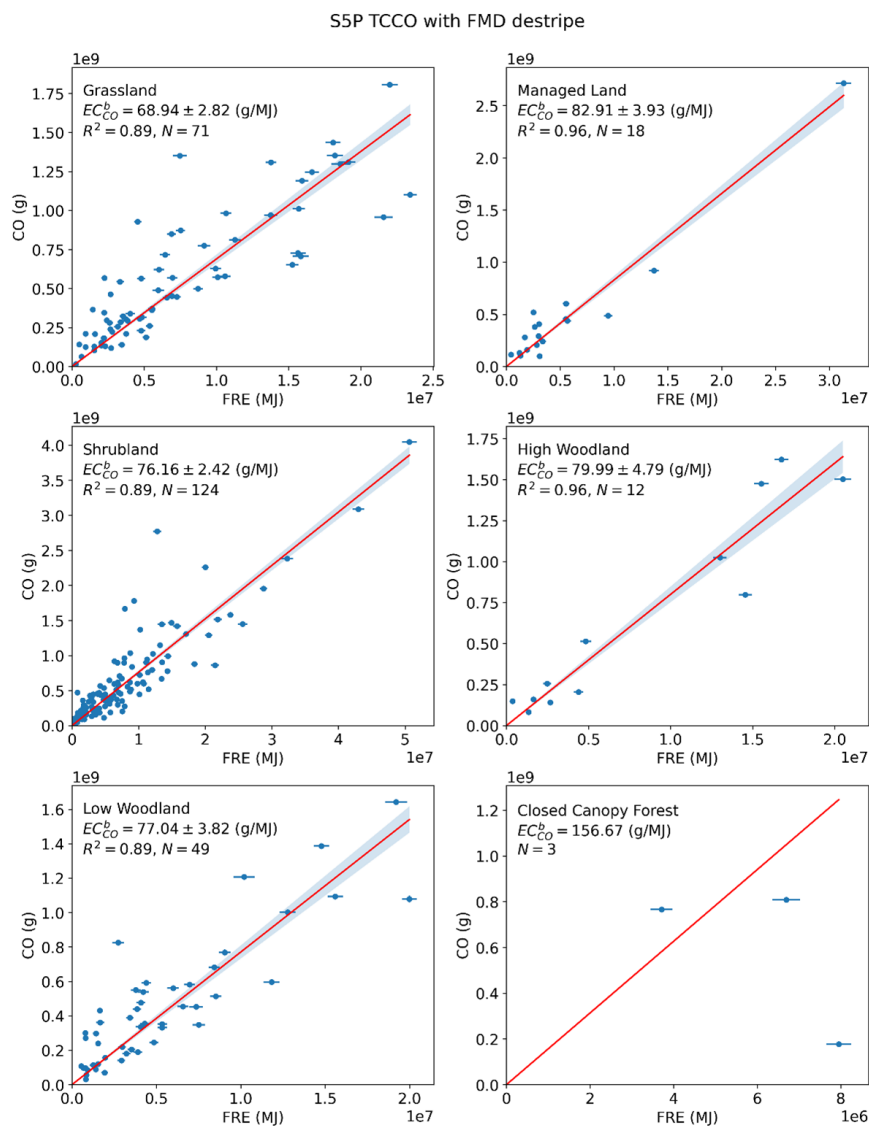 S5P TCCO with FMD destripe
1e9
Grassland
EC^b_CO = 68.94 ± 2.82 (g/MJ)
R² = 0.89, N = 71
1.75
1.50
1.25
1.00
0.75
0.50
0.25
0.00
CO (g)
0.0 0.5 1.0 1.5 2.0 2.5
FRE (MJ)
1e7
1e9
Managed Land
EC^b_CO = 82.91 ± 3.93 (g/MJ)
R² = 0.96, N = 18
2.5
2.0
1.5
1.0
0.5
0.0
CO (g)
0.0 0.5 1.0 1.5 2.0 2.5 3.0
FRE (MJ)
1e7
1e9
Shrubland
EC^b_CO = 76.16 ± 2.42 (g/MJ)
R² = 0.89, N = 124
4.0
3.5
3.0
2.5
2.0
1.5
1.0
0.5
0.0
CO (g)
0 1 2 3 4 5
FRE (MJ)
1e7
1e9
High Woodland
EC^b_CO = 79.99 ± 4.79 (g/MJ)
R² = 0.96, N = 12
1.75
1.50
1.25
1.00
0.75
0.50
0.25
0.00
CO (g)
0.0 0.5 1.0 1.5 2.0
FRE (MJ)
1e7
1e9
Low Woodland
EC^b_CO = 77.04 ± 3.82 (g/MJ)
R² = 0.89, N = 49
1.6
1.4
1.2
1.0
0.8
0.6
0.4
0.2
0.0
CO (g)
0.0 0.5 1.0 1.5 2.0
FRE (MJ)
1e7
1e9
Closed Canopy Forest
EC^b_CO = 156.67 (g/MJ)
N = 3
1.2
1.0
0.8
0.6
0.4
0.2
0.0
CO (g)
0 2 4 6 8
FRE (MJ)
1e6